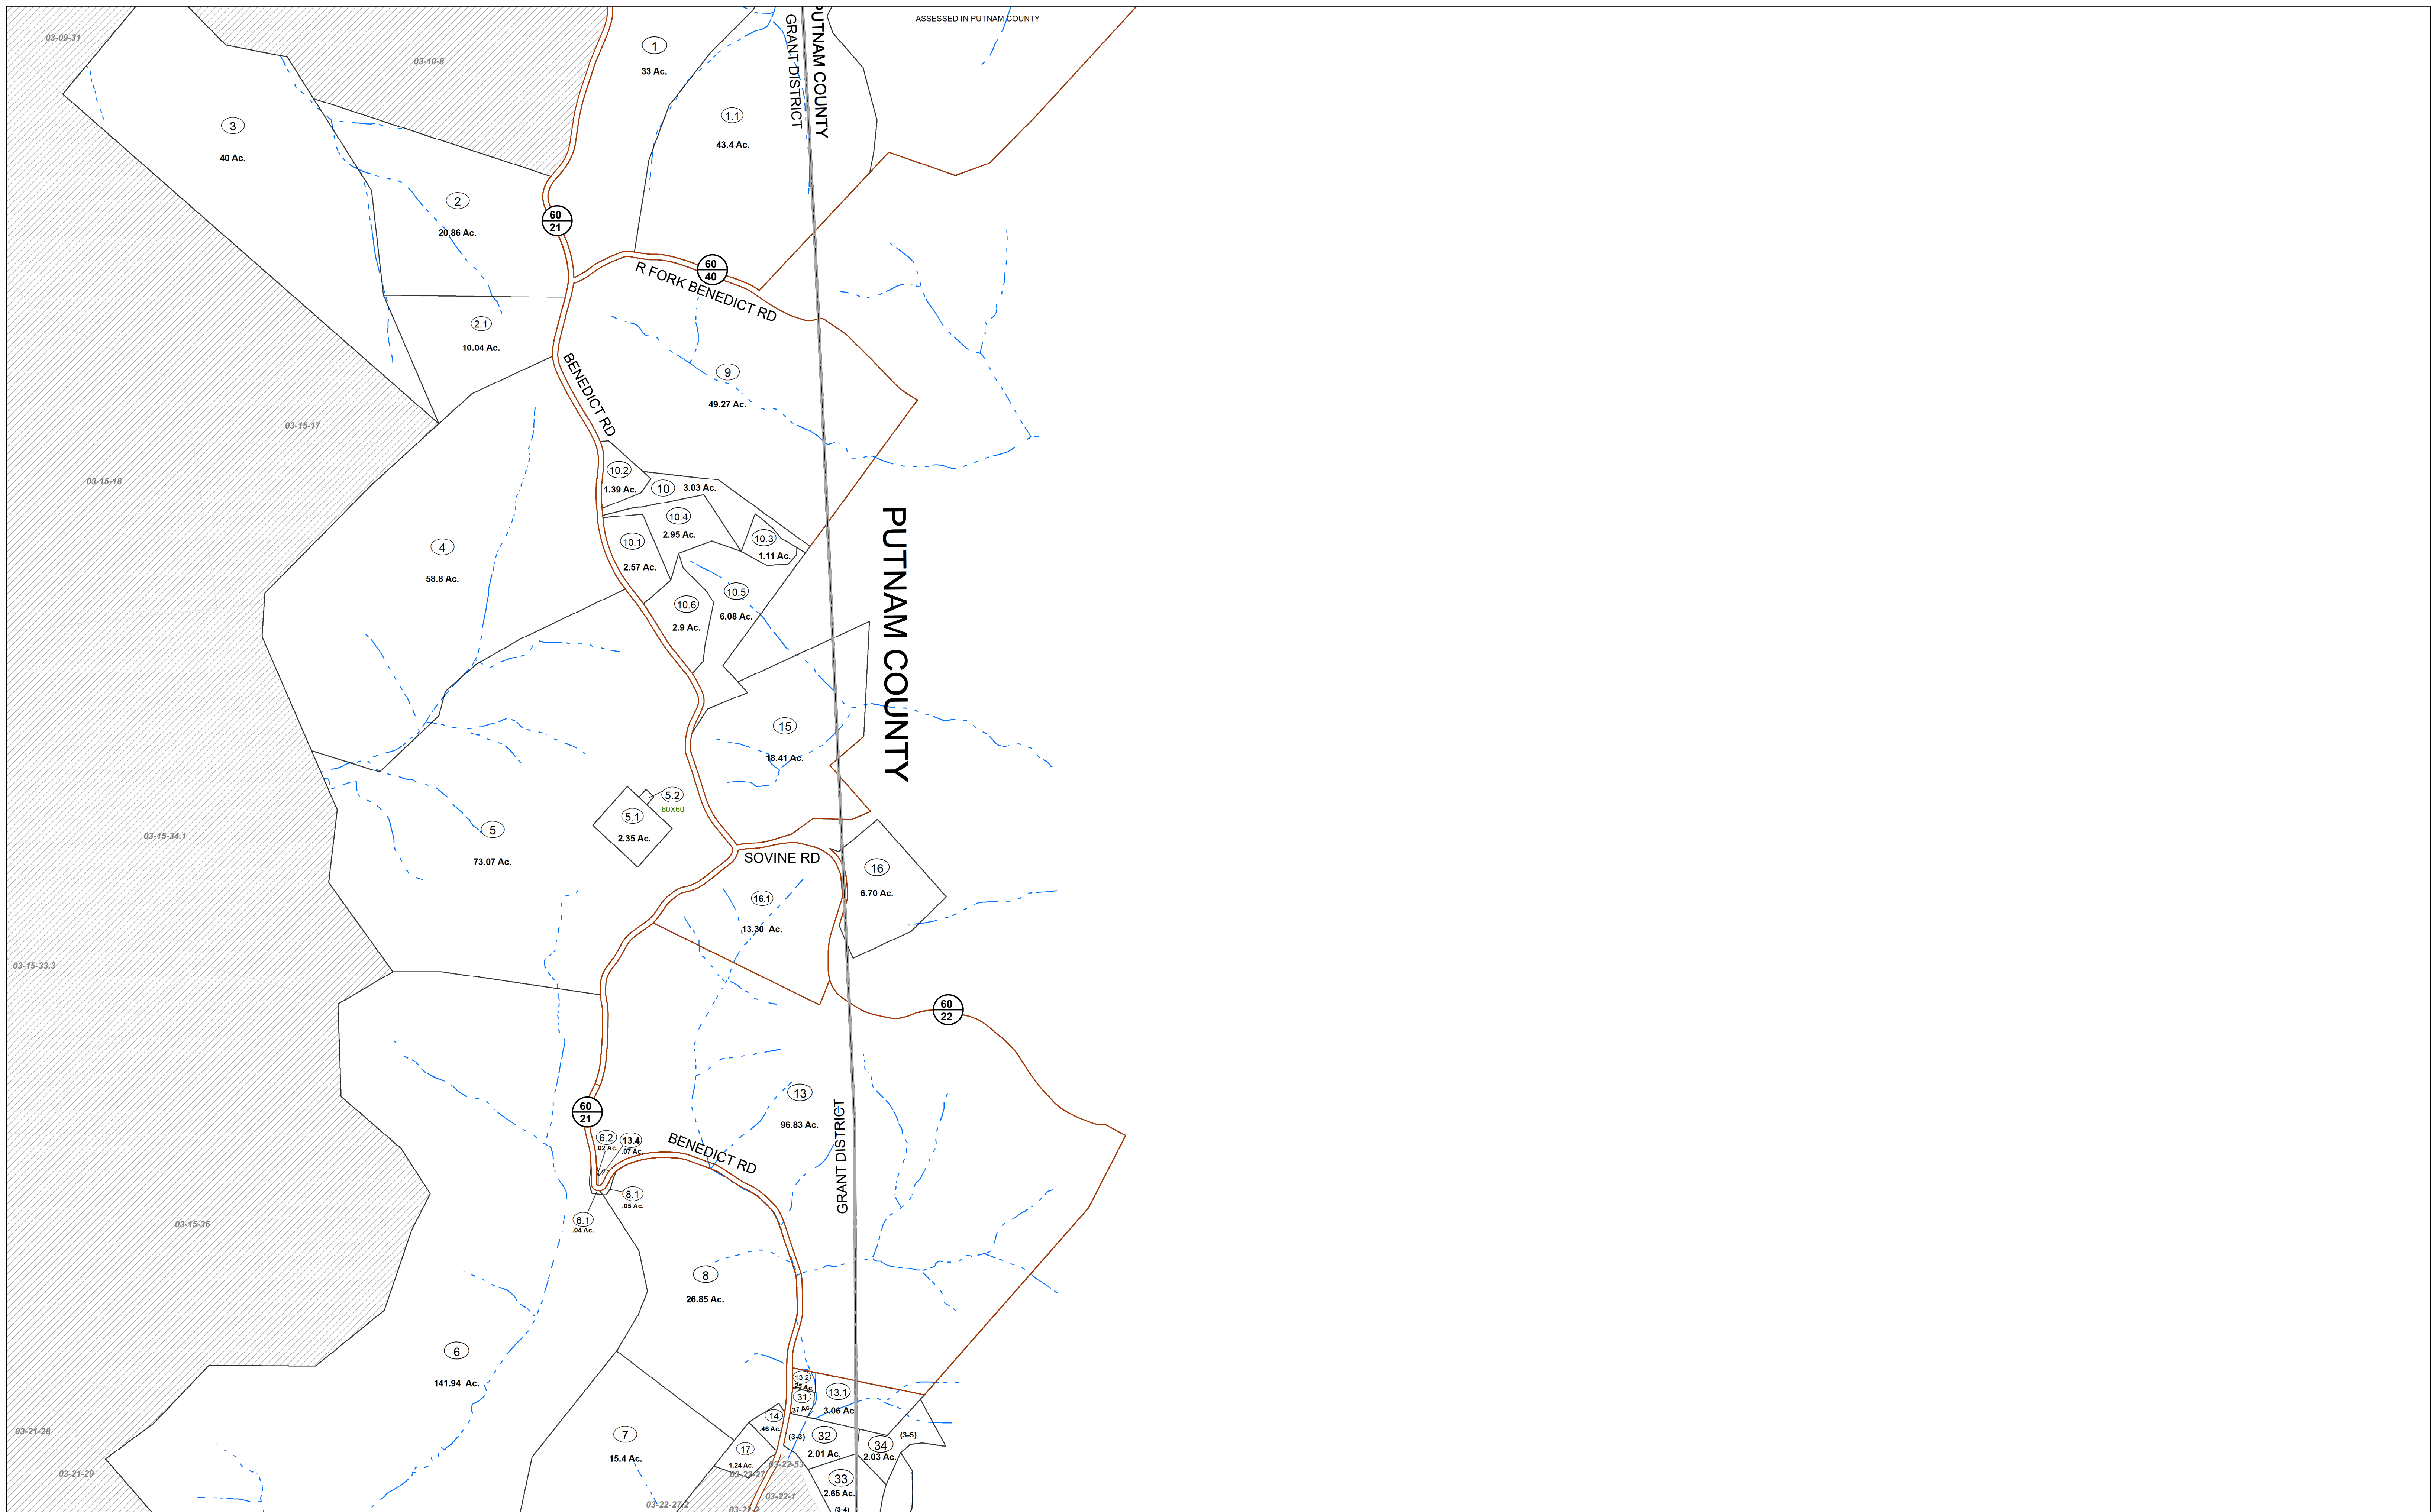 ASSESSED IN PUTNAM COUNTY
PUTNAM COUNTY
GRANT DISTRICT
03-09-31
03-10-8
1
33 Ac.
1.1
43.4 Ac.
3
40 Ac.
2
20.86 Ac.
60
21
60
40
R FORK BENEDICT RD
2.1
10.04 Ac.
BENEDICT RD
9
49.27 Ac.
03-15-17
03-15-18
10.2
1.39 Ac.
10
3.03 Ac.
10.4
2.95 Ac.
10.3
1.11 Ac.
10.1
2.57 Ac.
4
58.8 Ac.
10.5
6.08 Ac.
10.6
2.9 Ac.
PUTNAM COUNTY
15
18.41 Ac.
5.2
60X60
5.1
2.35 Ac.
5
73.07 Ac.
03-15-34.1
SOVINE RD
16
6.70 Ac.
16.1
13.30 Ac.
03-15-33.3
60
22
13
96.83 Ac.
GRANT DISTRICT
60
21
6.2
.02 Ac.
13.4
.07 Ac.
BENEDICT RD
8.1
6.1
.04 Ac.
03-15-36
8
26.85 Ac.
6
141.94 Ac.
13.2
.25 Ac.
13.1
3.06 Ac.
31
.37 Ac.
14
.46 Ac.
(3-3)
32
2.01 Ac.
34
2.03 Ac.
(3-5)
7
15.4 Ac.
17
1.24 Ac.
03-22-53
03-22-27
33
2.65 Ac.
(3-4)
03-21-28
03-21-29
03-22-1
03-22-27.2